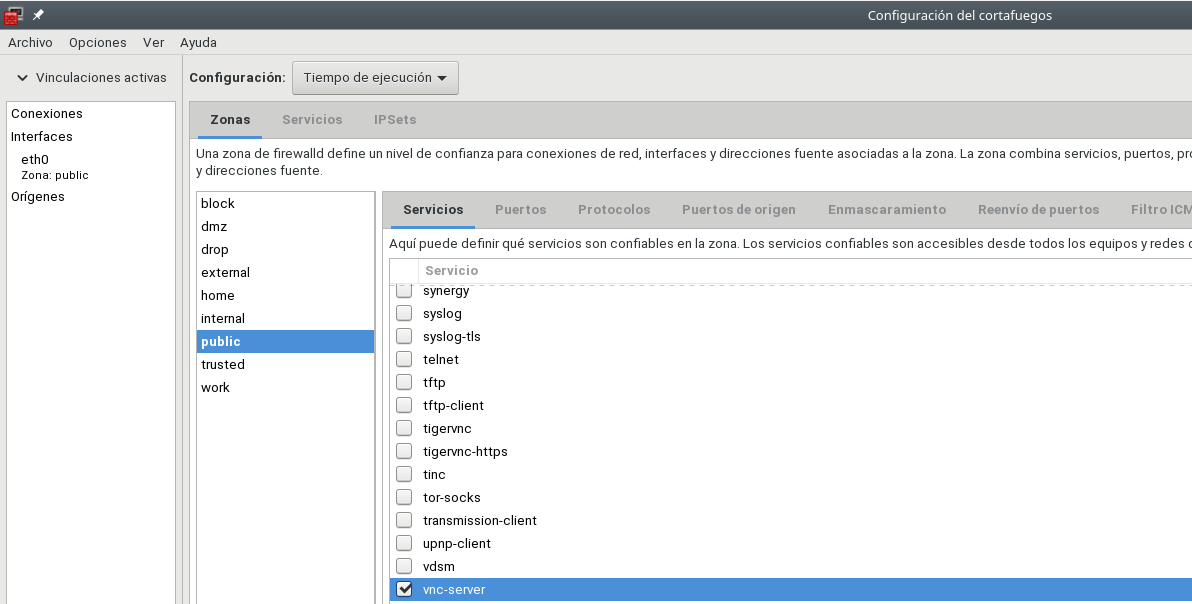 Configuración del cortafuegos
Archivo Opciones Ver Ayuda
Vinculaciones activas
Configuración: Tiempo de ejecución
Conexiones
Interfaces
eth0
Zona: public
Orígenes
Zonas Servicios IPSets
Una zona de firewalld define un nivel de confianza para conexiones de red, interfaces y direcciones fuente asociadas a la zona. La zona combina servicios, puertos,
y direcciones fuente.
block
dmz
drop
external
home
internal
public
trusted
work
Servicios Puertos Protocolos Puertos de origen Enmascaramiento Reenvío de puertos Filtro
Aquí puede definir qué servicios son confiables en la zona. Los servicios confiables son accesibles desde todos los equipos y redes
Servicio
synergy
syslog
syslog-tls
telnet
tftp
tftp-client
tigervnc
tigervnc-https
tinc
tor-socks
transmission-client
upnp-client
vdsm
vnc-server